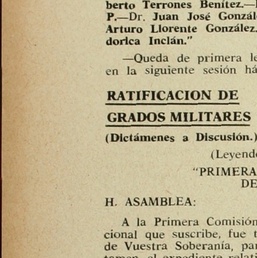 berto Terrones Benítez.—
P.—Dr. Juan José Gonzál
Arturo Llorente González.
dorica Inclán."
—Queda de primera le
en la siguiente sesión há
RATIFICACION DE
GRADOS MILITARES
(Dictámenes a Discusión.)
(Leyend
"PRIMERA
DE
H. ASAMBLEA:
A la Primera Comisión
cional que suscribe, fue t
de Vuestra Soberanía, par